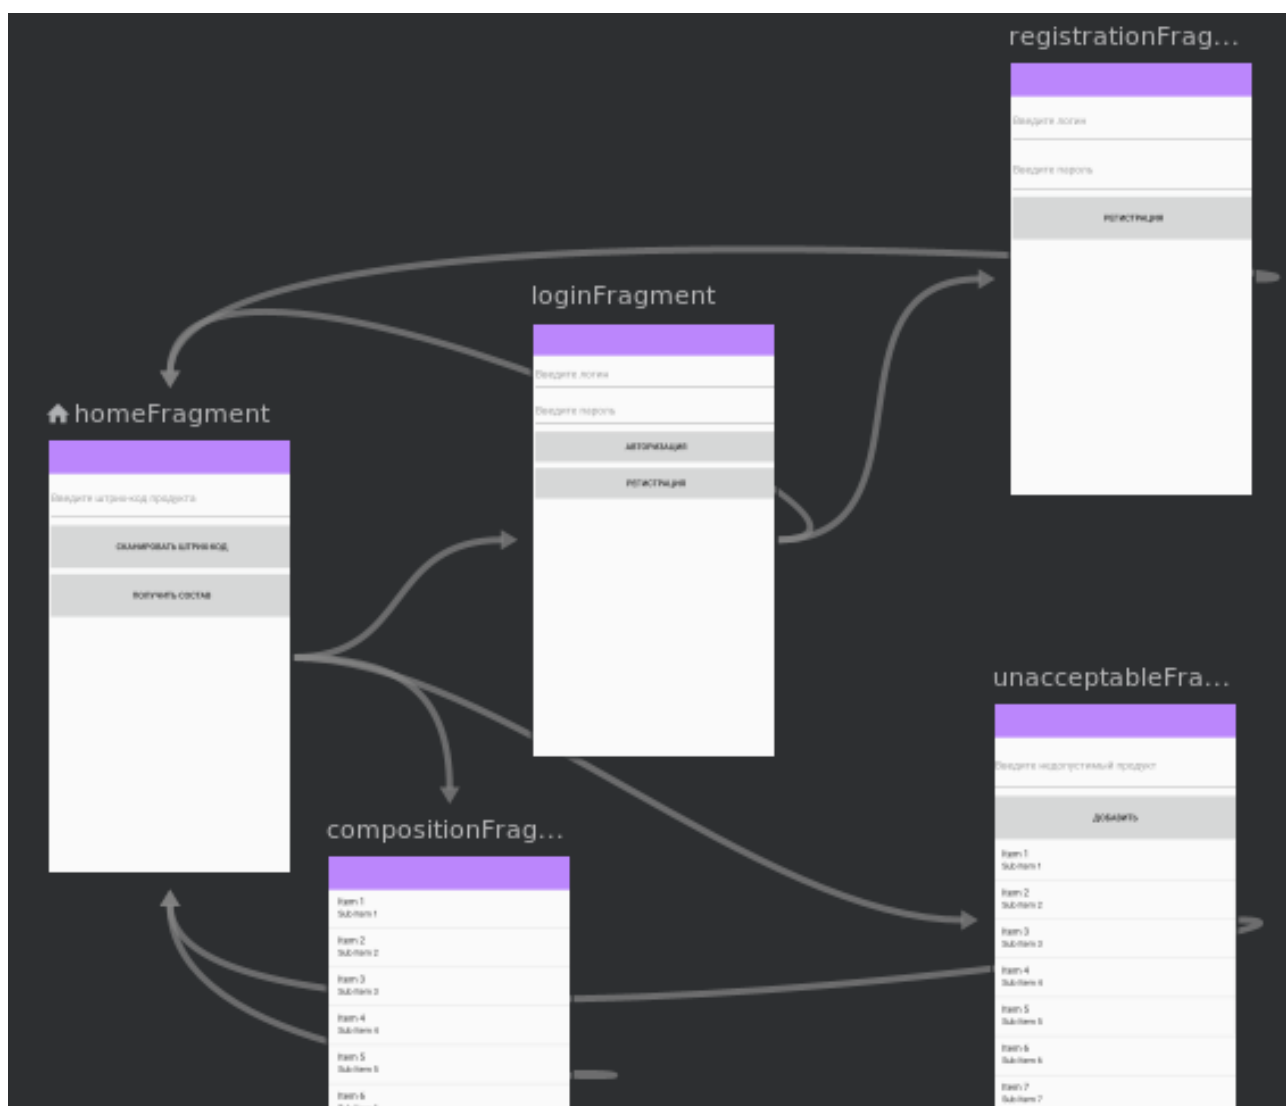 registrationFrag...
Введите логин
Введите пароль
РЕГИСТРАЦИЯ
loginFragment
Введите логин
Введите пароль
АВТОРИЗАЦИЯ
РЕГИСТРАЦИЯ
homeFragment
Введите штрих-код продукта
СКАНИРОВАТЬ ШТРИХ-КОД
ПОЛУЧИТЬ СОСТАВ
unacceptableFra...
Введите недопустимый продукт
ДОБАВИТЬ
Item 1
Sub Item 1
Item 2
Sub Item 2
Item 3
Sub Item 3
Item 4
Sub Item 4
Item 5
Sub Item 5
Item 6
Sub Item 6
Item 7
Sub Item 7
compositionFrag...
Item 1
Sub Item 1
Item 2
Sub Item 2
Item 3
Sub Item 3
Item 4
Sub Item 4
Item 5
Sub Item 5
Item 6